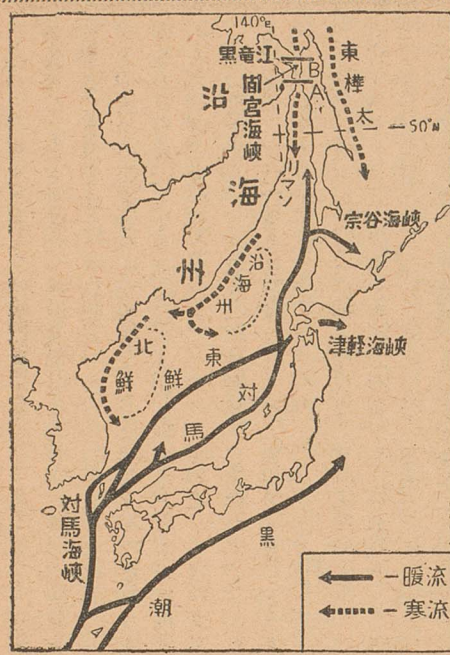 140°E
黒竜江
間宮海峡
B
A
沿海州
東樺太
50°N
リマン
宗谷海峡
沿海州
津軽海峡
北鮮
東鮮
対馬
対馬海峡
黒潮
暖流
寒流